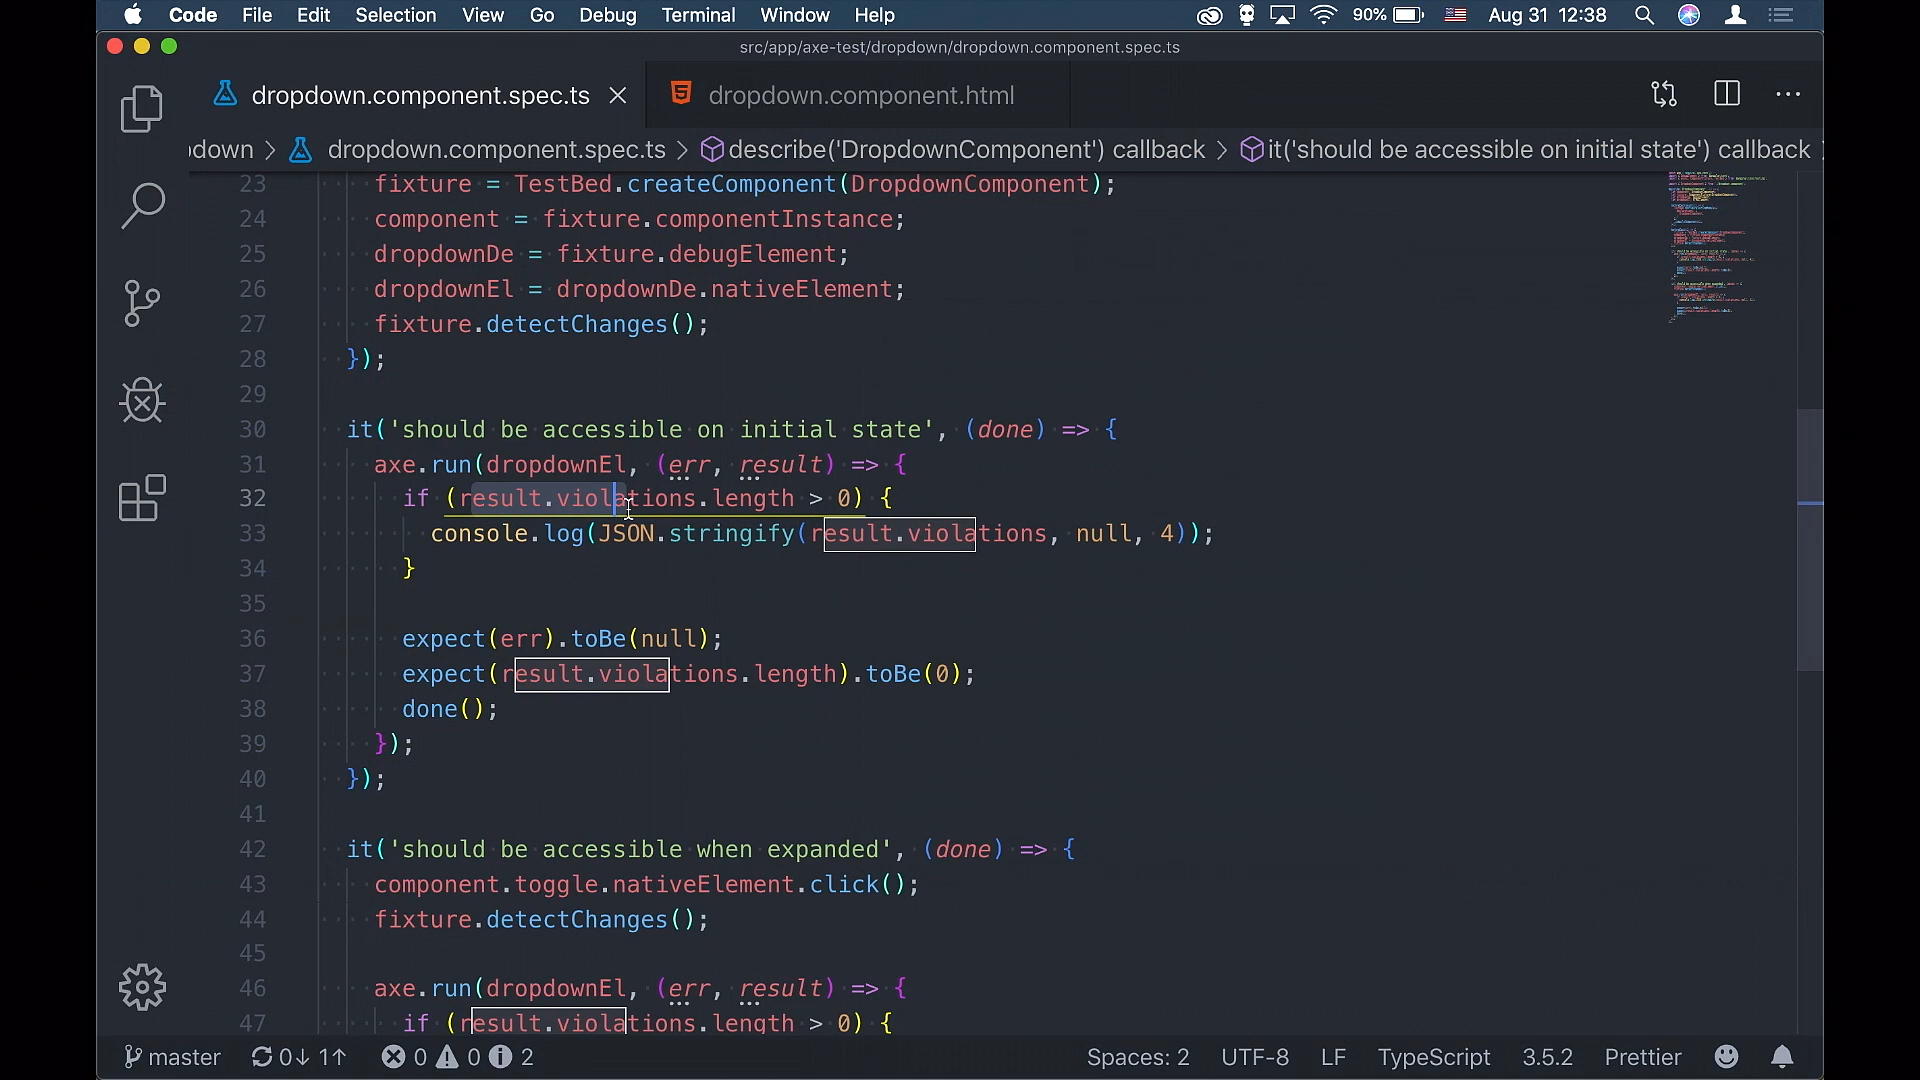 Code File Edit Selection View Go Debug Terminal Window Help 90% Aug 31 12:38
src/app/axe-test/dropdown/dropdown.component.spec.ts
dropdown.component.spec.ts dropdown.component.html
down > dropdown.component.spec.ts > describe('DropdownComponent') callback > it('should be accessible on initial state') callback
23 fixture = TestBed.createComponent(DropdownComponent);
24 component = fixture.componentInstance;
25 dropdownDe = fixture.debugElement;
26 dropdownEl = dropdownDe.nativeElement;
27 fixture.detectChanges();
28 });
29
30 it('should be accessible on initial state', (done) => {
31 axe.run(dropdownEl, (err, result) => {
32 if (result.violations.length > 0) {
33 console.log(JSON.stringify(result.violations, null, 4));
34 }
35
36 expect(err).toBe(null);
37 expect(result.violations.length).toBe(0);
38 done();
39 });
40 });
41
42 it('should be accessible when expanded', (done) => {
43 component.toggle.nativeElement.click();
44 fixture.detectChanges();
45
46 axe.run(dropdownEl, (err, result) => {
47 if (result.violations.length > 0) {
master 0↓ 1↑ 0 0 2 Spaces: 2 UTF-8 LF TypeScript 3.5.2 Prettier